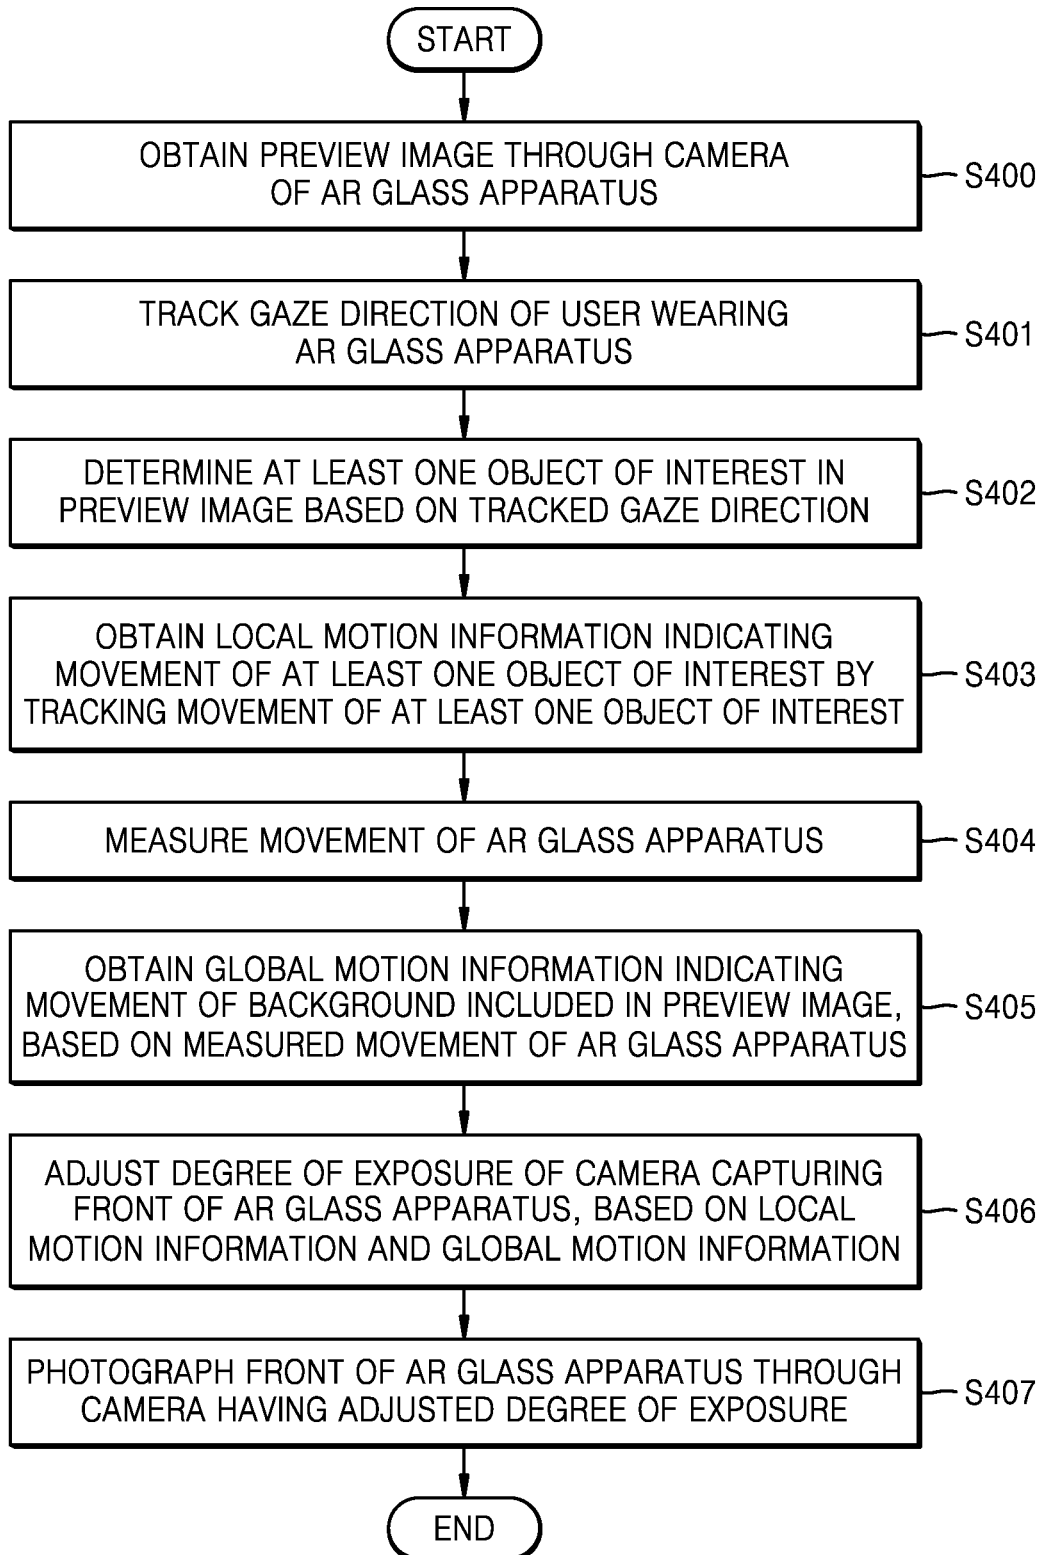 START
OBTAIN PREVIEW IMAGE THROUGH CAMERA
OF AR GLASS APPARATUS
S400
TRACK GAZE DIRECTION OF USER WEARING
AR GLASS APPARATUS
S401
DETERMINE AT LEAST ONE OBJECT OF INTEREST IN
PREVIEW IMAGE BASED ON TRACKED GAZE DIRECTION
S402
OBTAIN LOCAL MOTION INFORMATION INDICATING
MOVEMENT OF AT LEAST ONE OBJECT OF INTEREST BY
TRACKING MOVEMENT OF AT LEAST ONE OBJECT OF INTEREST
S403
MEASURE MOVEMENT OF AR GLASS APPARATUS
S404
OBTAIN GLOBAL MOTION INFORMATION INDICATING
MOVEMENT OF BACKGROUND INCLUDED IN PREVIEW IMAGE,
BASED ON MEASURED MOVEMENT OF AR GLASS APPARATUS
S405
ADJUST DEGREE OF EXPOSURE OF CAMERA CAPTURING
FRONT OF AR GLASS APPARATUS, BASED ON LOCAL
MOTION INFORMATION AND GLOBAL MOTION INFORMATION
S406
PHOTOGRAPH FRONT OF AR GLASS APPARATUS THROUGH
CAMERA HAVING ADJUSTED DEGREE OF EXPOSURE
S407
END